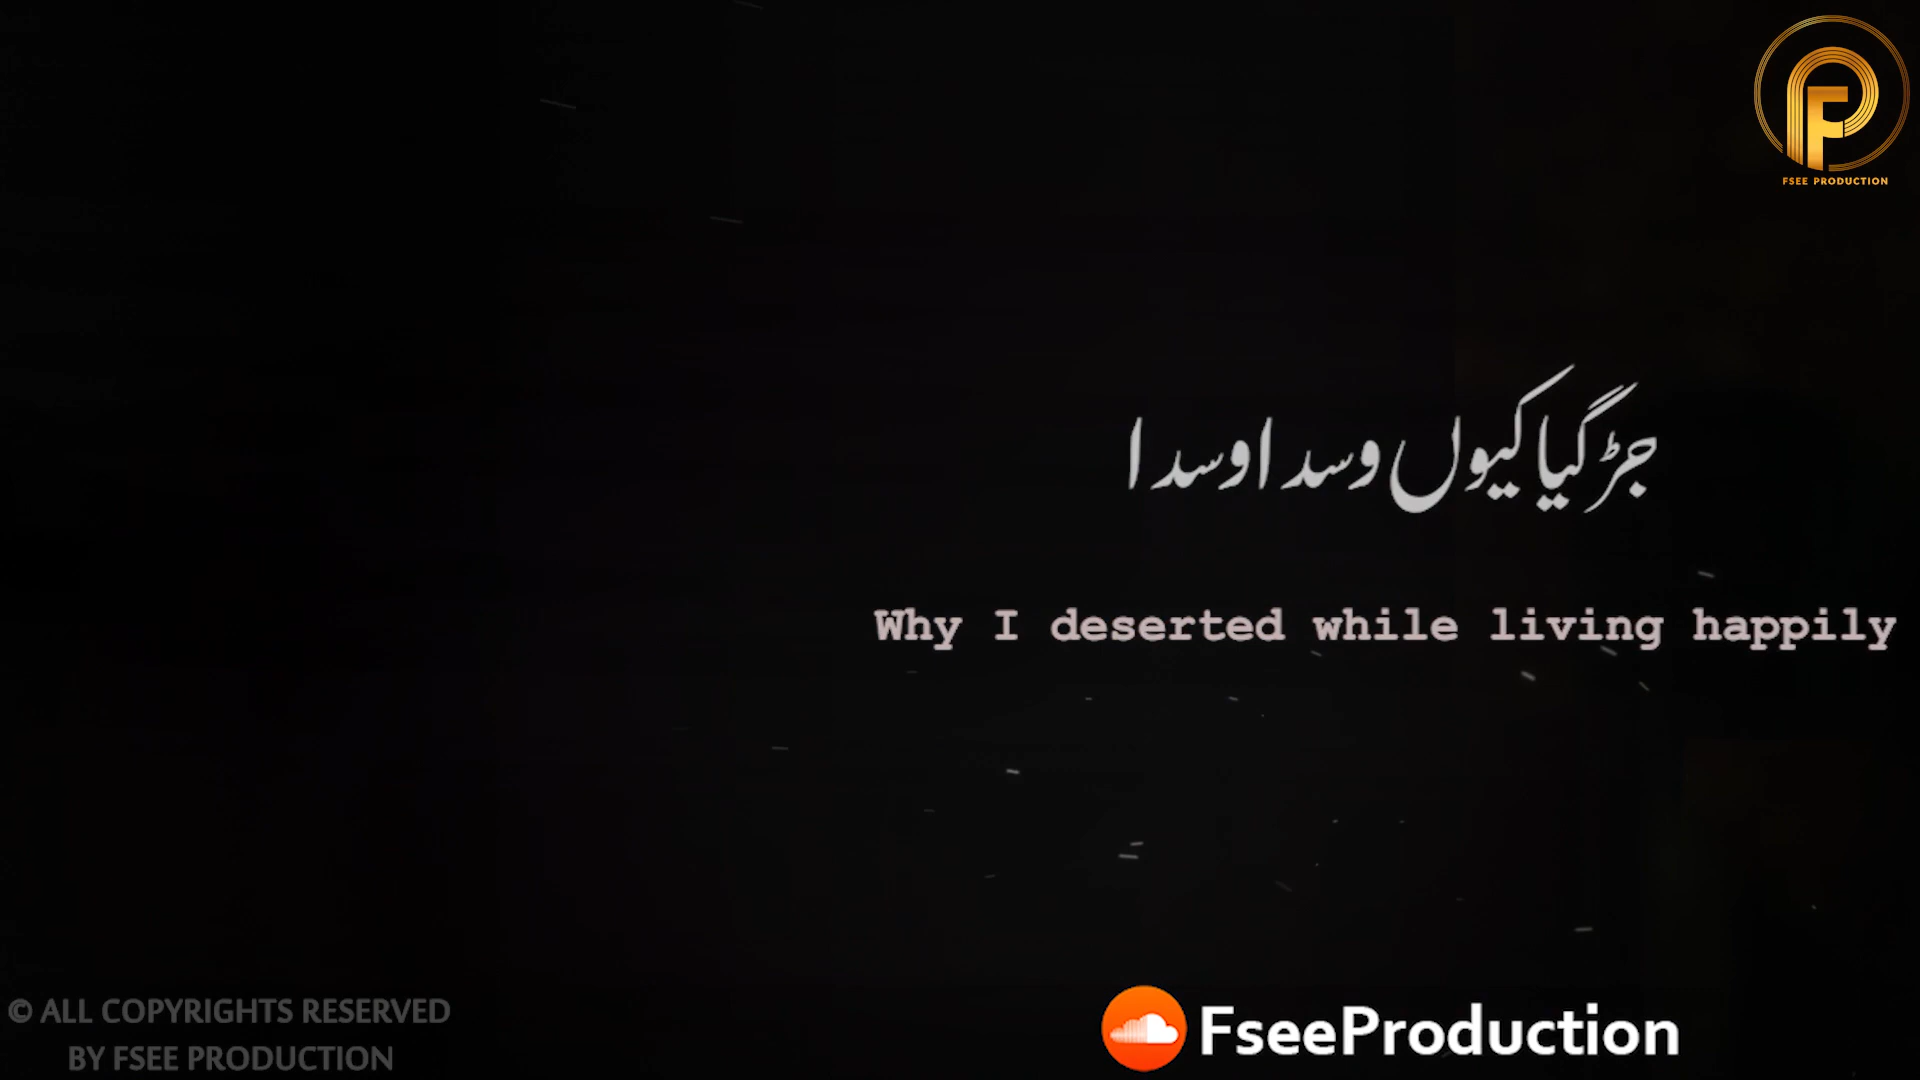 FSEE PRODUCTION
جڑ گیا کیوں وسدا وسدا
Why I deserted while living happily
© ALL COPYRIGHTS RESERVED
BY FSEE PRODUCTION
FseeProduction